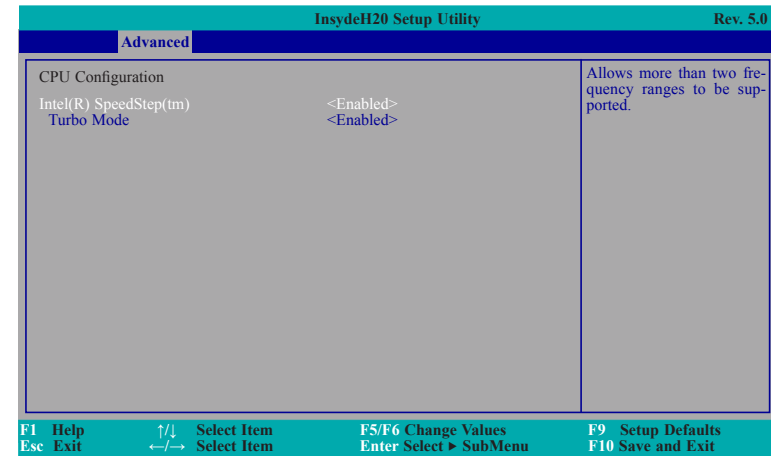 InsydeH20 Setup Utility Rev. 5.0
Advanced
CPU Configuration
Intel(R) SpeedStep(tm) <Enabled>
Turbo Mode <Enabled>
Allows more than two fre-
quency ranges to be sup-
ported.
F1 Help ↑/↓ Select Item F5/F6 Change Values F9 Setup Defaults
Esc Exit ←/→ Select Item Enter Select ▶ SubMenu F10 Save and Exit